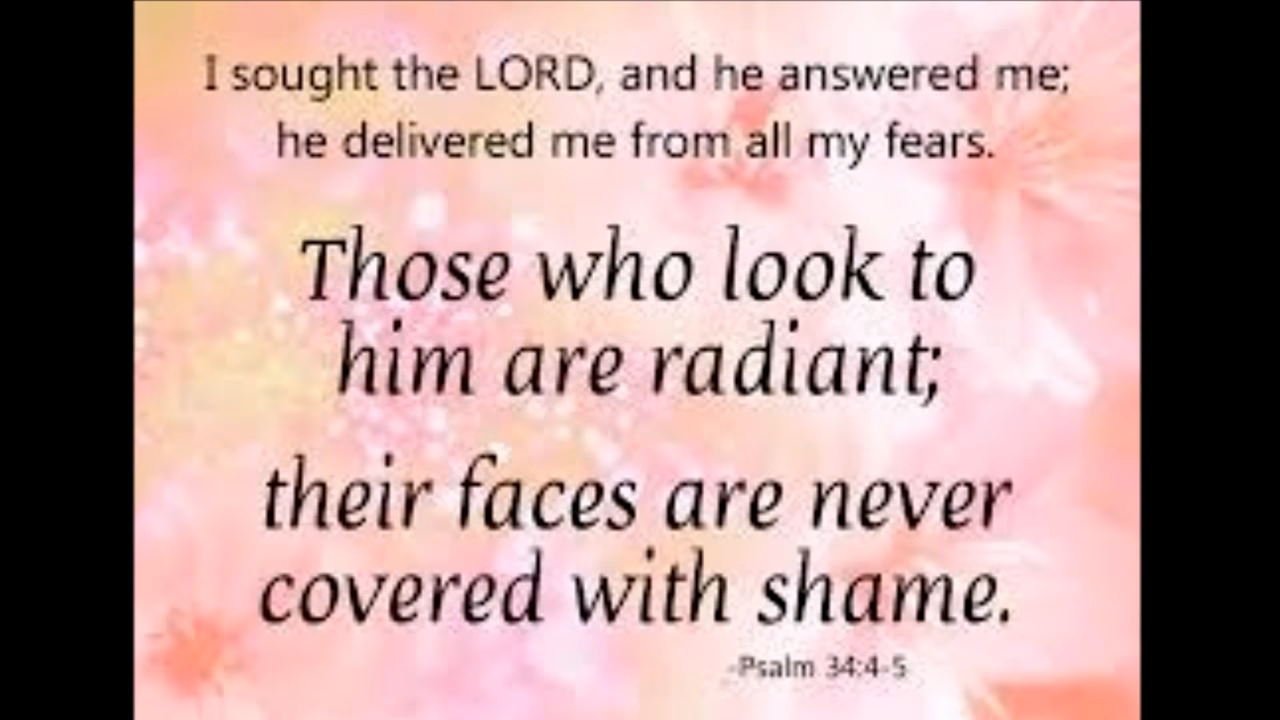 I sought the LORD, and he answered me;
he delivered me from all my fears.
Those who look to
him are radiant;
their faces are never
covered with shame.
-Psalm 34:4-5